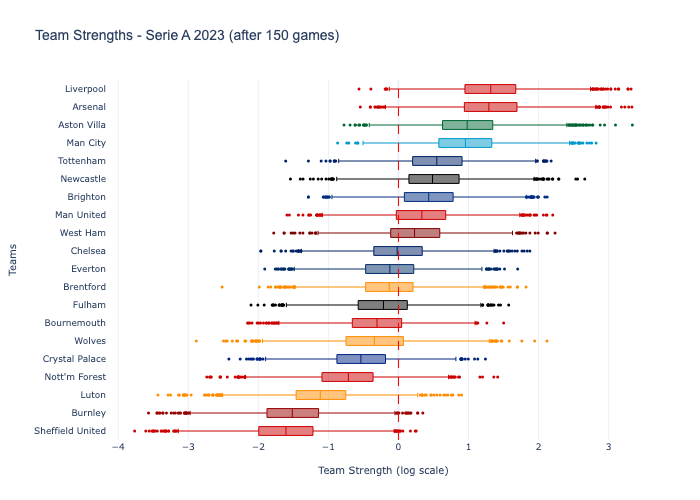 Team Strengths - Serie A 2023 (after 150 games)
Liverpool
Arsenal
Aston Villa
Man City
Tottenham
Newcastle
Brighton
Man United
West Ham
Chelsea
Everton
Brentford
Fulham
Bournemouth
Wolves
Crystal Palace
Nott'm Forest
Luton
Burnley
Sheffield United
Teams
−4 −3 −2 −1 0 1 2 3
Team Strength (log scale)